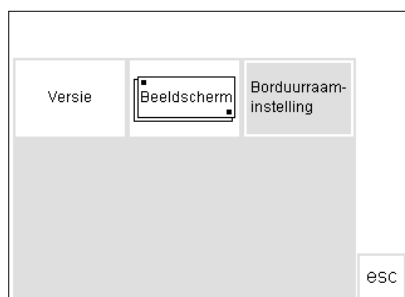 Versie
Beeldscherm
Borduurraam-
instelling
esc